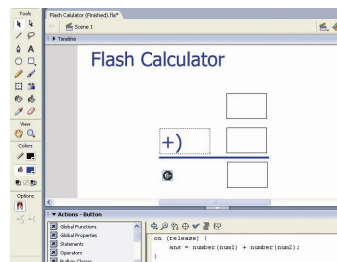 Tools
Flash Calculator (Finished).fla*
Scene 1
Timeline
Flash Calculator
+)
View
Colors
Options
Actions - Button
Global Functions
Global Properties
Statements
Operators
on (release) {
ans = number(num1) + number(num2);
}